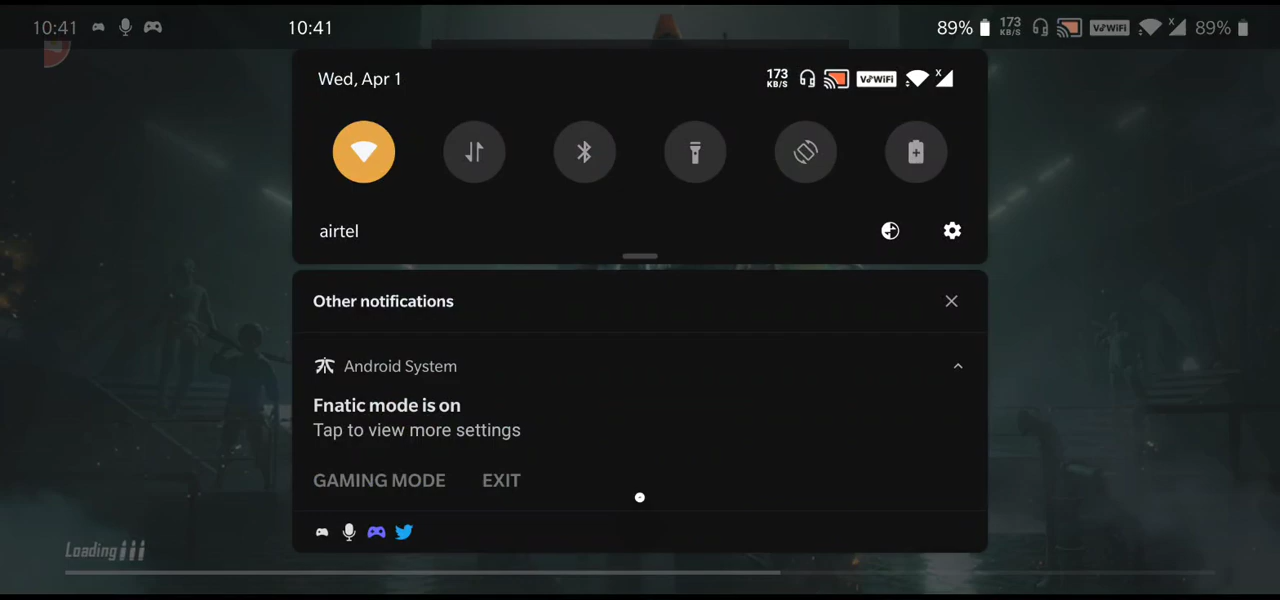 10:41 10:41 89% 173 KB/S VoWiFi X 89%
Wed, Apr 1 173 KB/S VoWiFi X
airtel
Other notifications
Android System
Fnatic mode is on
Tap to view more settings
GAMING MODE EXIT
Loading